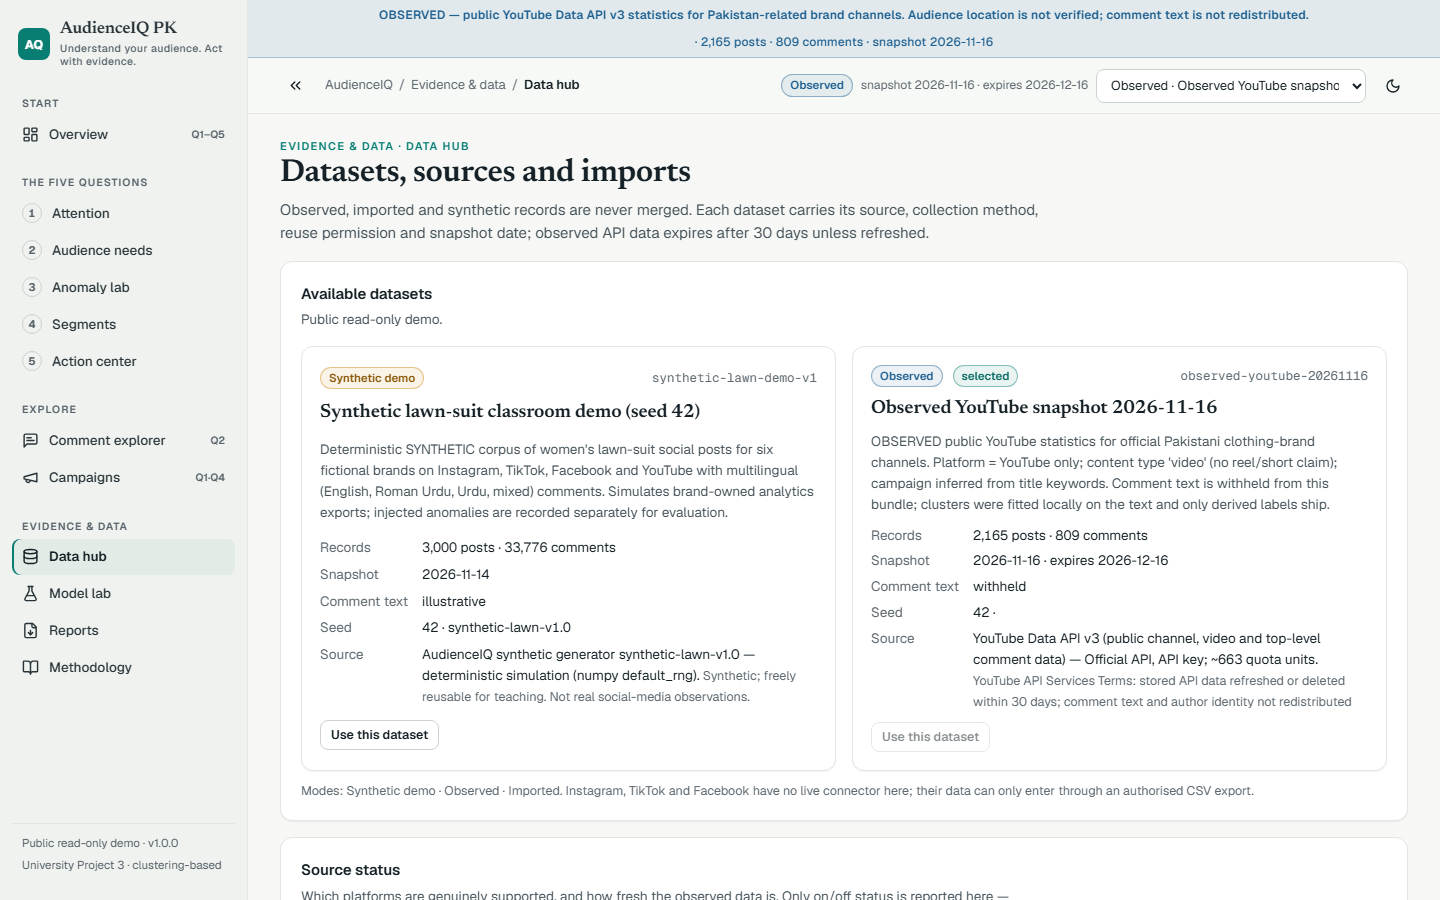 AQ
AudienceIQ PK
Understand your audience. Act
with evidence.
START
Overview Q1–Q5
THE FIVE QUESTIONS
1 Attention
2 Audience needs
3 Anomaly lab
4 Segments
5 Action center
EXPLORE
Comment explorer Q2
Campaigns Q1·Q4
EVIDENCE & DATA
Data hub
Model lab
Reports
Methodology
Public read-only demo · v1.0.0
University Project 3 · clustering-based
OBSERVED — public YouTube Data API v3 statistics for Pakistan-related brand channels. Audience location is not verified; comment text is not redistributed.
· 2,165 posts · 809 comments · snapshot 2026-11-16
« AudienceIQ / Evidence & data / Data hub
Observed snapshot 2026-11-16 · expires 2026-12-16 Observed · Observed YouTube snapsho
EVIDENCE & DATA · DATA HUB
Datasets, sources and imports
Observed, imported and synthetic records are never merged. Each dataset carries its source, collection method,
reuse permission and snapshot date; observed API data expires after 30 days unless refreshed.
Available datasets
Public read-only demo.
Synthetic demo synthetic-lawn-demo-v1
Synthetic lawn-suit classroom demo (seed 42)
Deterministic SYNTHETIC corpus of women's lawn-suit social posts for six
fictional brands on Instagram, TikTok, Facebook and YouTube with multilingual
(English, Roman Urdu, Urdu, mixed) comments. Simulates brand-owned analytics
exports; injected anomalies are recorded separately for evaluation.
Records 3,000 posts · 33,776 comments
Snapshot 2026-11-14
Comment text illustrative
Seed 42 · synthetic-lawn-v1.0
Source AudienceIQ synthetic generator synthetic-lawn-v1.0 —
deterministic simulation (numpy default_rng). Synthetic; freely
reusable for teaching. Not real social-media observations.
Use this dataset
Observed selected observed-youtube-20261116
Observed YouTube snapshot 2026-11-16
OBSERVED public YouTube statistics for official Pakistani clothing-brand
channels. Platform = YouTube only; content type 'video' (no reel/short claim);
campaign inferred from title keywords. Comment text is withheld from this
bundle; clusters were fitted locally on the text and only derived labels ship.
Records 2,165 posts · 809 comments
Snapshot 2026-11-16 · expires 2026-12-16
Comment text withheld
Seed 42 ·
Source YouTube Data API v3 (public channel, video and top-level
comment data) — Official API, API key; ~663 quota units.
YouTube API Services Terms: stored API data refreshed or deleted
within 30 days; comment text and author identity not redistributed
Use this dataset
Modes: Synthetic demo · Observed · Imported. Instagram, TikTok and Facebook have no live connector here; their data can only enter through an authorised CSV export.
Source status
Which platforms are genuinely supported, and how fresh the observed data is. Only on/off status is reported here —